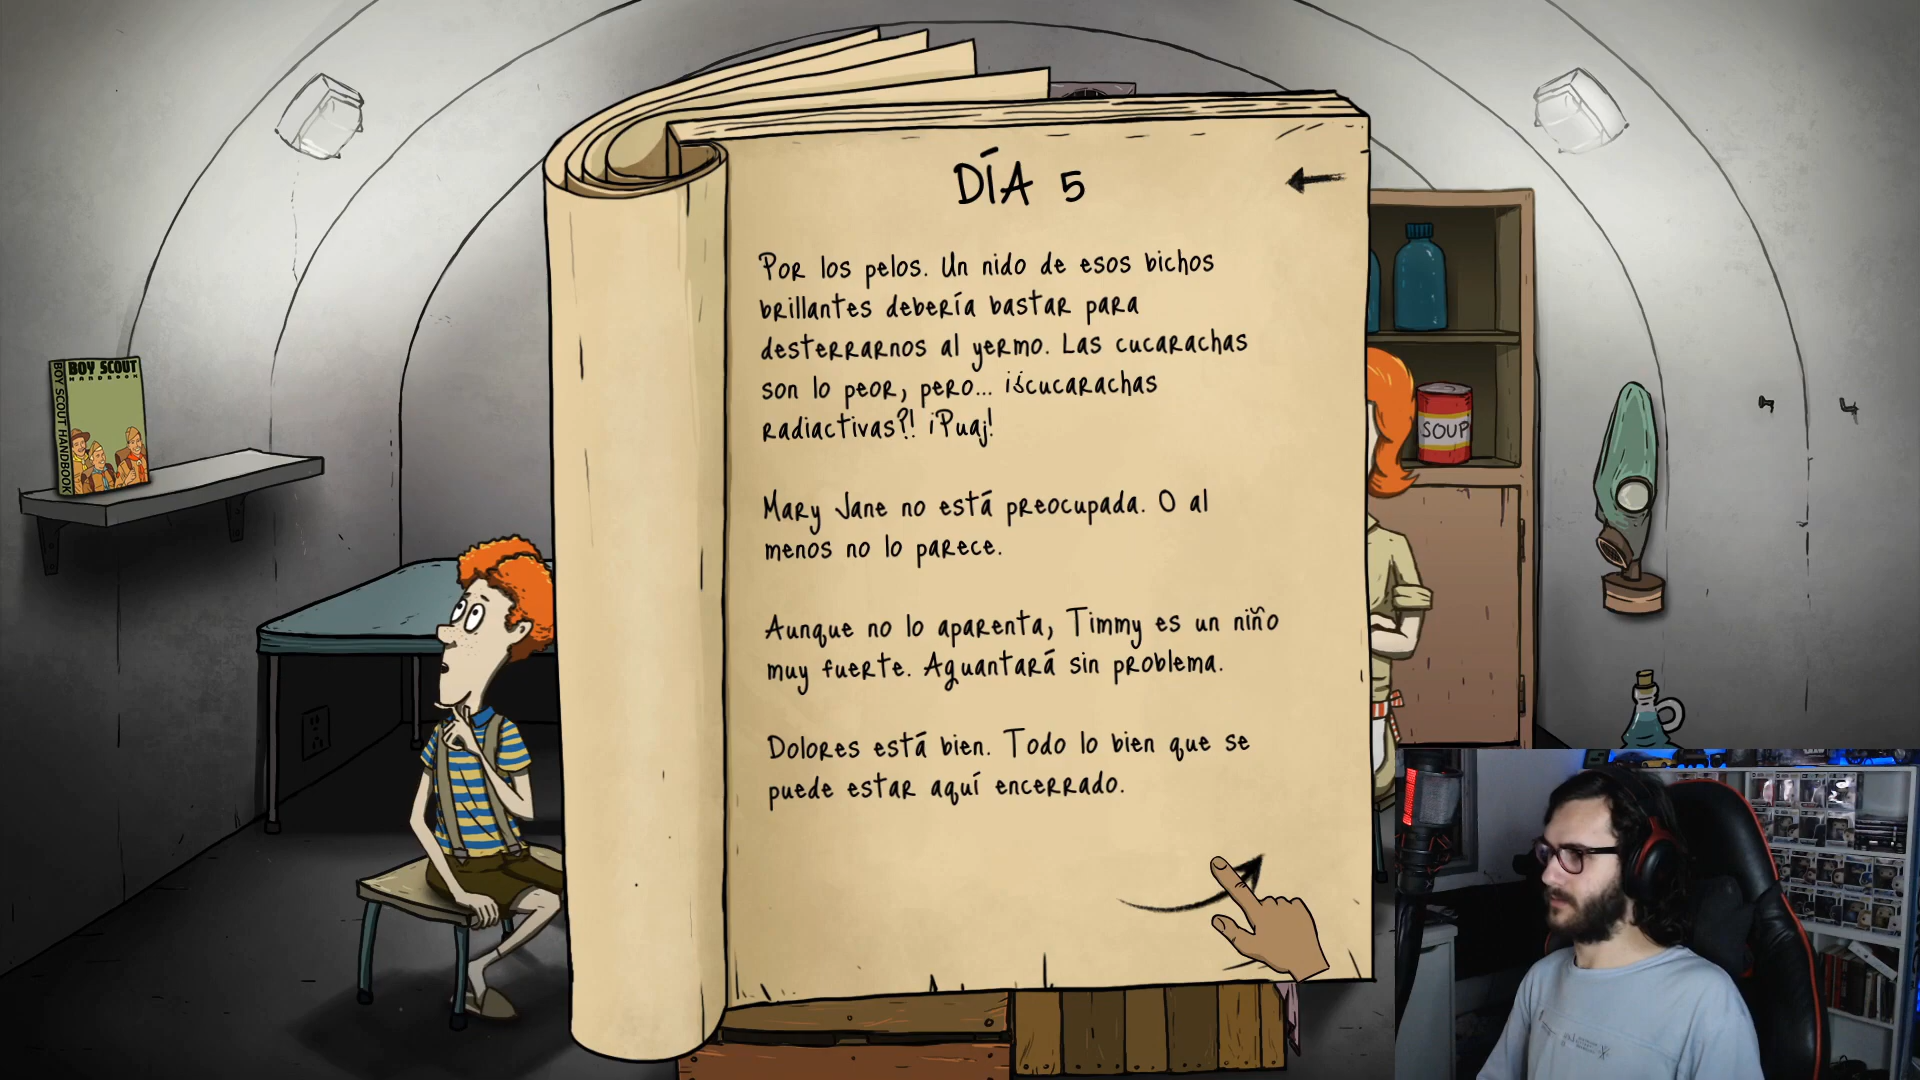 DÍA 5
Por los pelos. Un nido de esos bichos
brillantes debería bastar para
desterrarnos al yermo. Las cucarachas
son lo peor, pero... ¡¿cucarachas
radiactivas?! ¡Puaj!
Mary Jane no está preocupada. O al
menos no lo parece.
Aunque no lo aparenta, Timmy es un niño
muy fuerte. Aguantará sin problema.
Dolores está bien. Todo lo bien que se
puede estar aquí encerrado.
BOY SCOUT
HANDBOOK
BOY SCOUT HANDBOOK
SOUP